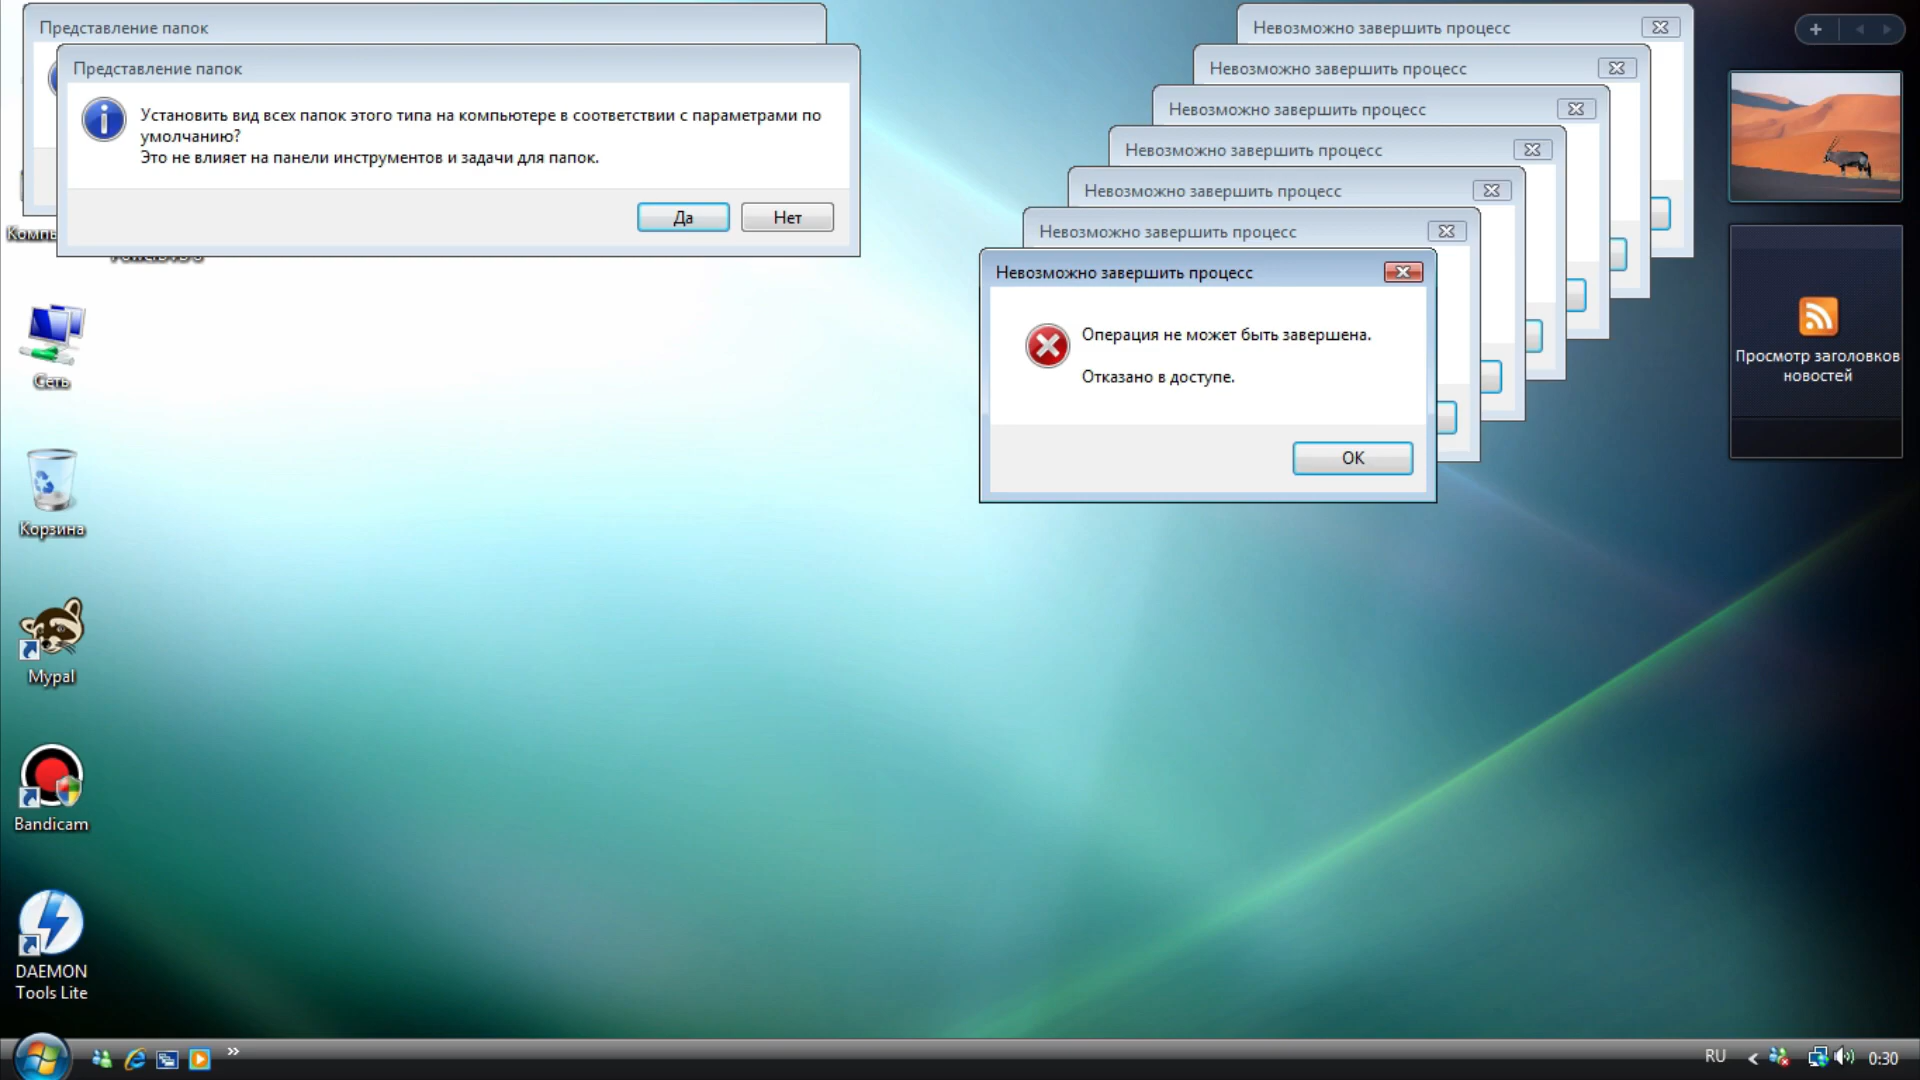 Представление папок
Представление папок
Установить вид всех папок этого типа на компьютере в соответствии с параметрами по
умолчанию?
Это не влияет на панели инструментов и задачи для папок.
Да
Нет
Невозможно завершить процесс
Невозможно завершить процесс
Невозможно завершить процесс
Невозможно завершить процесс
Невозможно завершить процесс
Невозможно завершить процесс
Невозможно завершить процесс
Операция не может быть завершена.
Отказано в доступе.
OK
Просмотр заголовков
новостей
Сеть
Корзина
Mypal
Bandicam
DAEMON
Tools Lite
RU
0:30